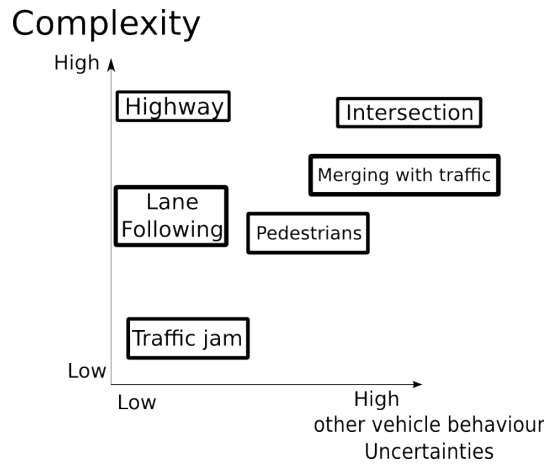 Complexity
High
Highway
Intersection
Merging with traffic
Lane
Following
Pedestrians
Traffic jam
Low
Low
High
other vehicle behaviour
Uncertainties